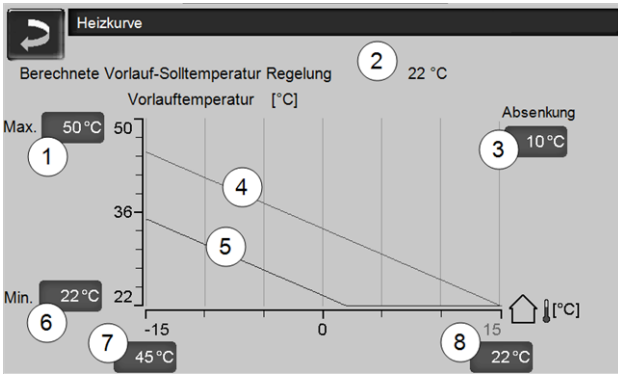 Heizkurve
2
Berechnete Vorlauf-Solltemperatur Regelung 22 °C
Vorlauftemperatur [°C]
Absenkung
Max. 50 °C
50
10 °C
1
3
4
36
5
Min. 22 °C
22
[°C]
6
-15 0 15
7
8
45 °C
22 °C